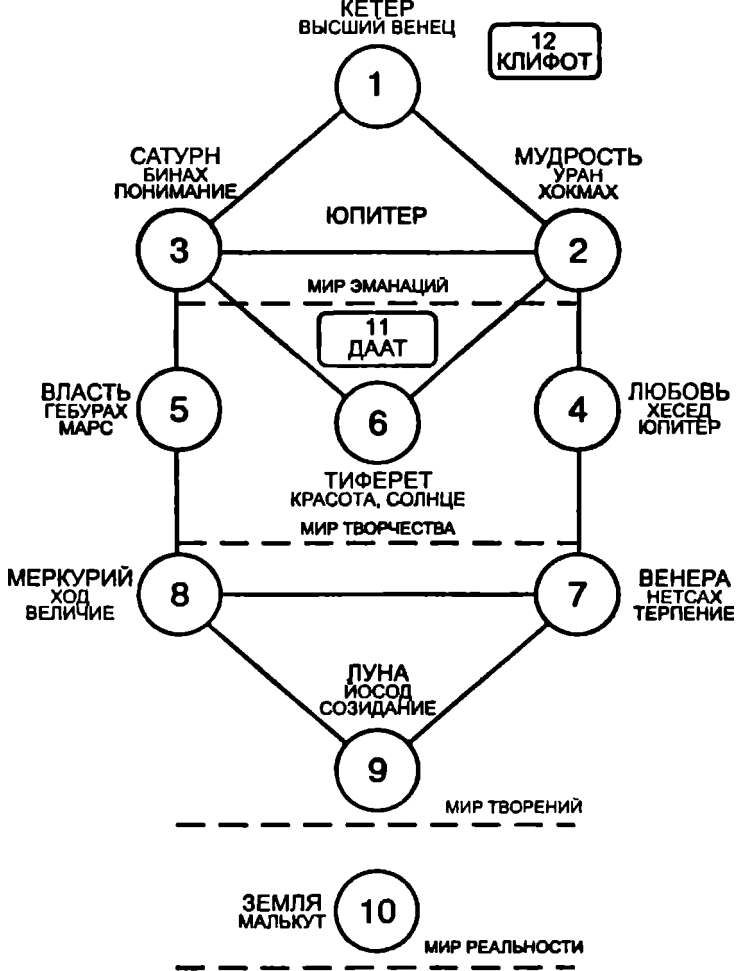 КЕТЕР
ВЫСШИЙ ВЕНЕЦ
12
КЛИФОТ
1
САТУРН
БИНАХ
ПОНИМАНИЕ
МУДРОСТЬ
УРАН
ХОКМАХ
ЮПИТЕР
3
2
МИР ЭМАНАЦИЙ
11
ДААТ
ВЛАСТЬ
ГЕБУРАХ
МАРС
5
6
4
ЛЮБОВЬ
ХЕСЕД
ЮПИТЕР
ТИФЕРЕТ
КРАСОТА, СОЛНЦЕ
МИР ТВОРЧЕСТВА
МЕРКУРИЙ
ХОД
ВЕЛИЧИЕ
8
7
ВЕНЕРА
НЕТСАХ
ТЕРПЕНИЕ
ЛУНА
ЙОСОД
СОЗИДАНИЕ
9
МИР ТВОРЕНИЙ
ЗЕМЛЯ
МАЛЬКУТ
10
МИР РЕАЛЬНОСТИ